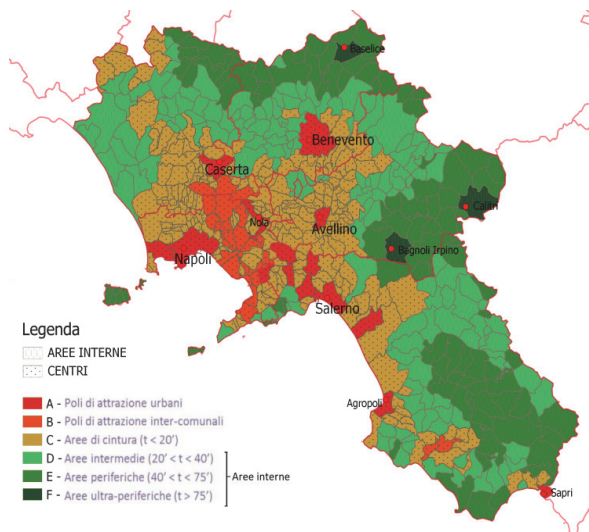 Baselice
Benevento
Caserta
Calitri
Nola
Avellino
Bagnoli Irpino
Napoli
Salerno
Agropoli
Sapri
Legenda
AREE INTERNE
CENTRI
A - Poli di attrazione urbani
B - Poli di attrazione inter-comunali
C - Aree di cintura (t < 20')
D - Aree intermedie (20' < t < 40')
E - Aree periferiche (40' < t < 75')
F - Aree ultra-periferiche (t > 75')
Aree interne